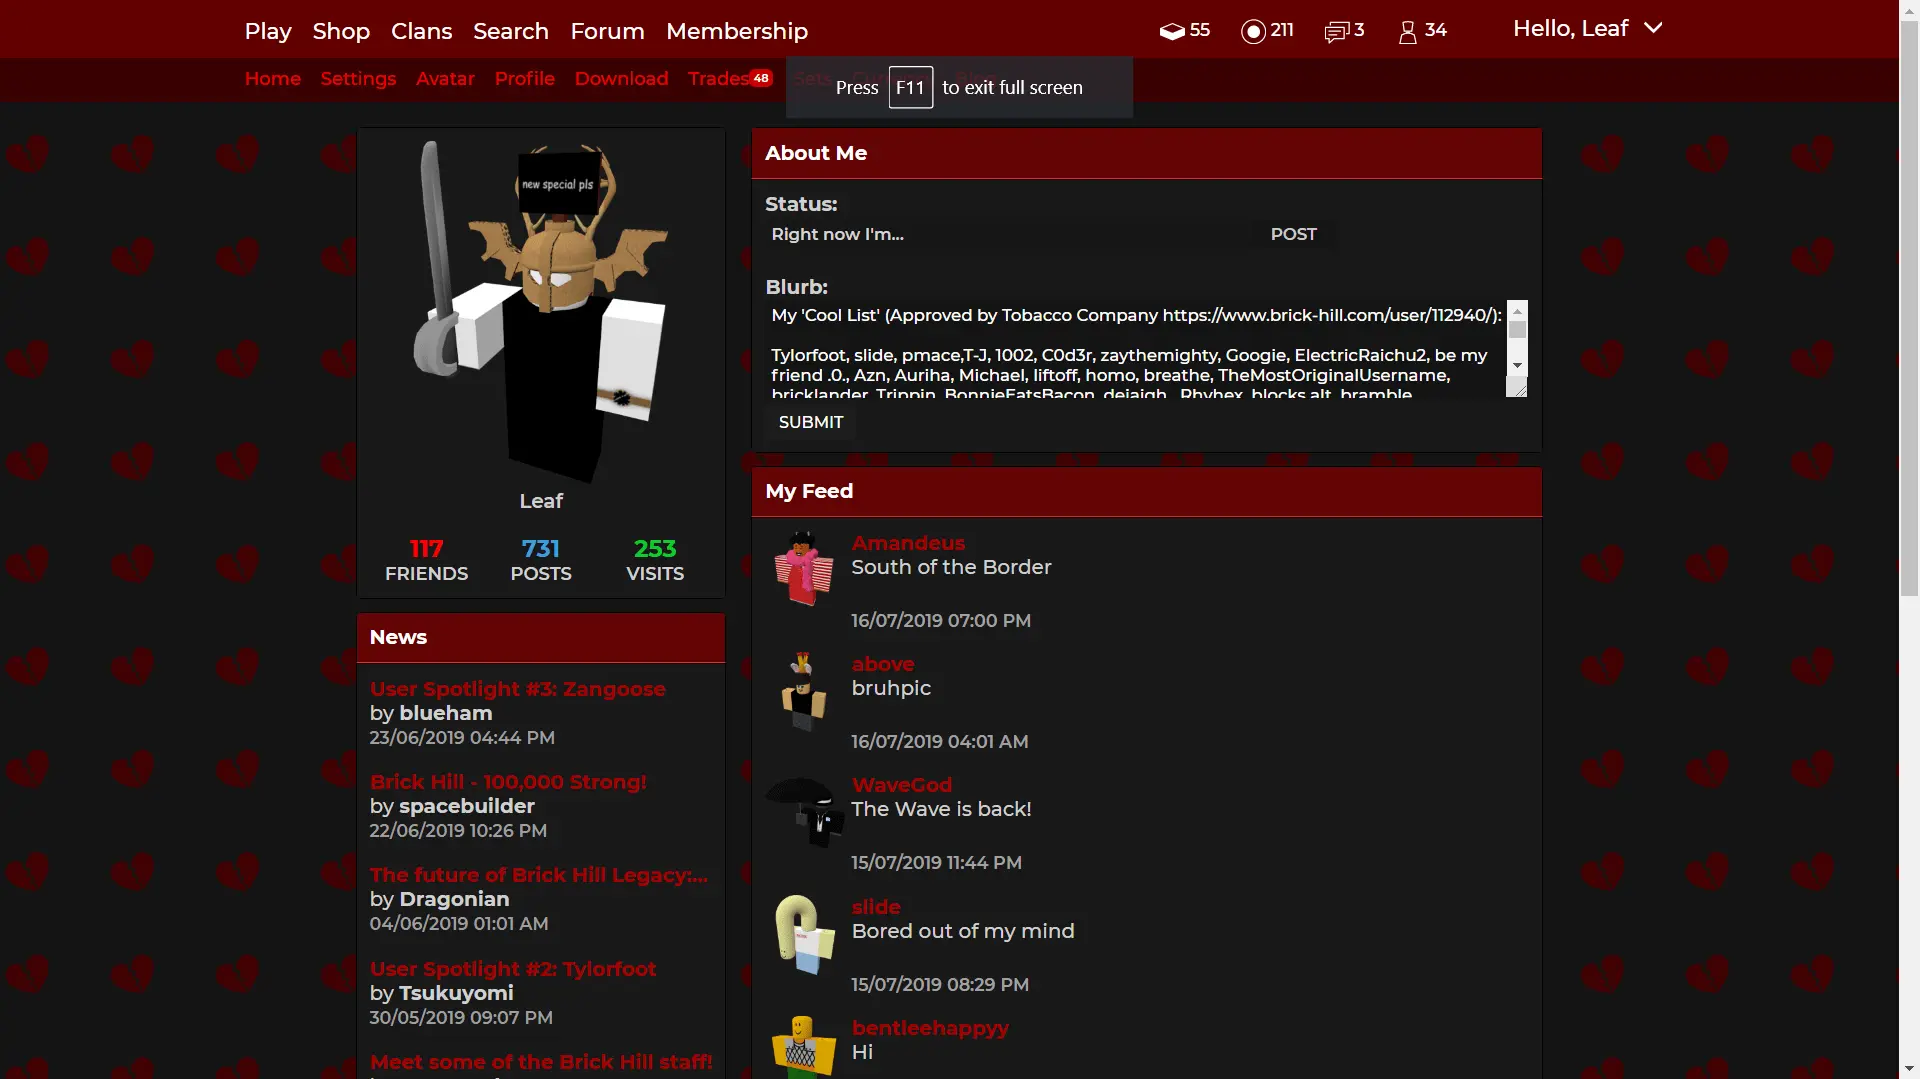 Play Shop Clans Search Forum Membership 55 211 3 34 Hello, Leaf
Home Settings Avatar Profile Download Trades 48 Sets
Press F11 to exit full screen
new special pls
Leaf
117 731 253
FRIENDS POSTS VISITS
News
User Spotlight #3: Zangoose
by blueham
23/06/2019 04:44 PM
Brick Hill - 100,000 Strong!
by spacebuilder
22/06/2019 10:26 PM
The future of Brick Hill Legacy:...
by Dragonian
04/06/2019 01:01 AM
User Spotlight #2: Tylorfoot
by Tsukuyomi
30/05/2019 09:07 PM
Meet some of the Brick Hill staff!
About Me
Status:
Right now I'm... POST
Blurb:
My 'Cool List' (Approved by Tobacco Company https://www.brick-hill.com/user/112940/):
Tylorfoot, slide, pmace,T-J, 1002, C0d3r, zaythemighty, Googie, ElectricRaichu2, be my
friend .0., Azn, Auriha, Michael, liftoff, homo, breathe, TheMostOriginalUsername,
bricklander, Trippin, BonnieEatsBacon, dejaigh_, Rhyhex, blocks alt, bramble
SUBMIT
My Feed
Amandeus
South of the Border
16/07/2019 07:00 PM
above
bruhpic
16/07/2019 04:01 AM
WaveGod
The Wave is back!
15/07/2019 11:44 PM
slide
Bored out of my mind
15/07/2019 08:29 PM
bentleehappyy
Hi